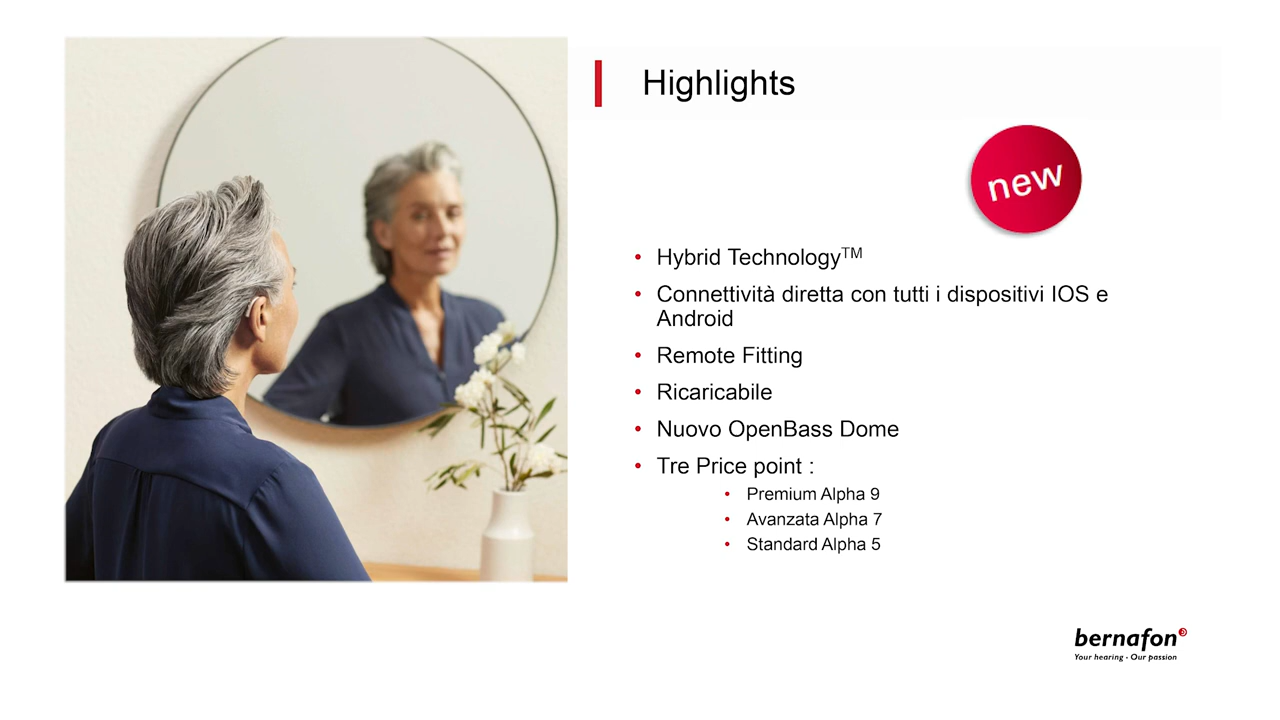 Highlights
new
• Hybrid Technology™
• Connettività diretta con tutti i dispositivi IOS e
Android
• Remote Fitting
• Ricaricabile
• Nuovo OpenBass Dome
• Tre Price point :
• Premium Alpha 9
• Avanzata Alpha 7
• Standard Alpha 5
bernafon
Your hearing - Our passion